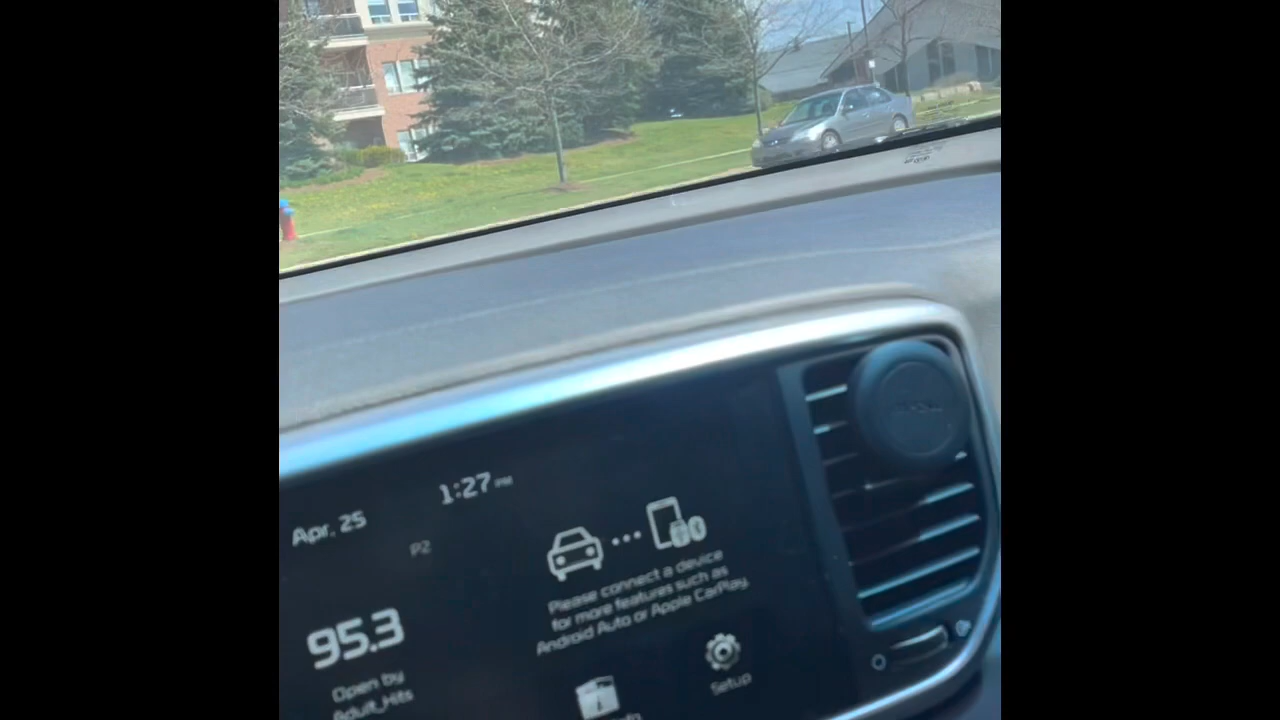 1:27 PM
Apr. 25
P2
Please connect a device
for more features such as
Android Auto or Apple CarPlay.
95.3
Open by
Adult_Hits
Setup